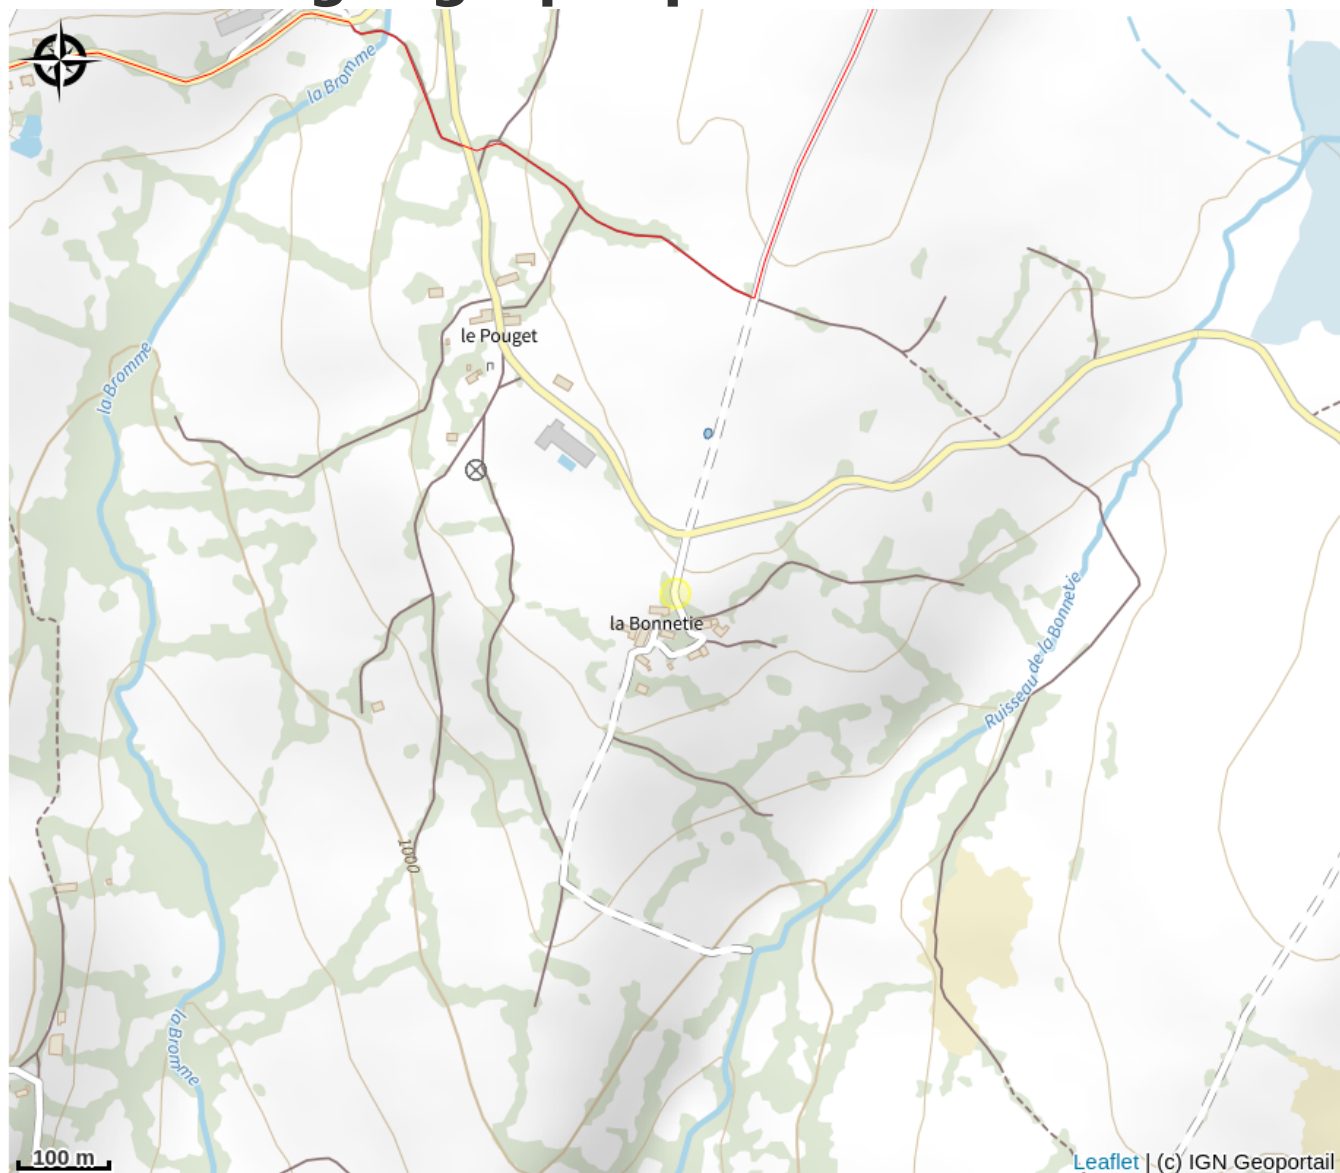 la Bromme
le Pouget
la Bromme
la Bonnetie
Ruisseau de la Bonnetie
1000
la Bromme
100 m
Leaflet | (c) IGN Geoportail